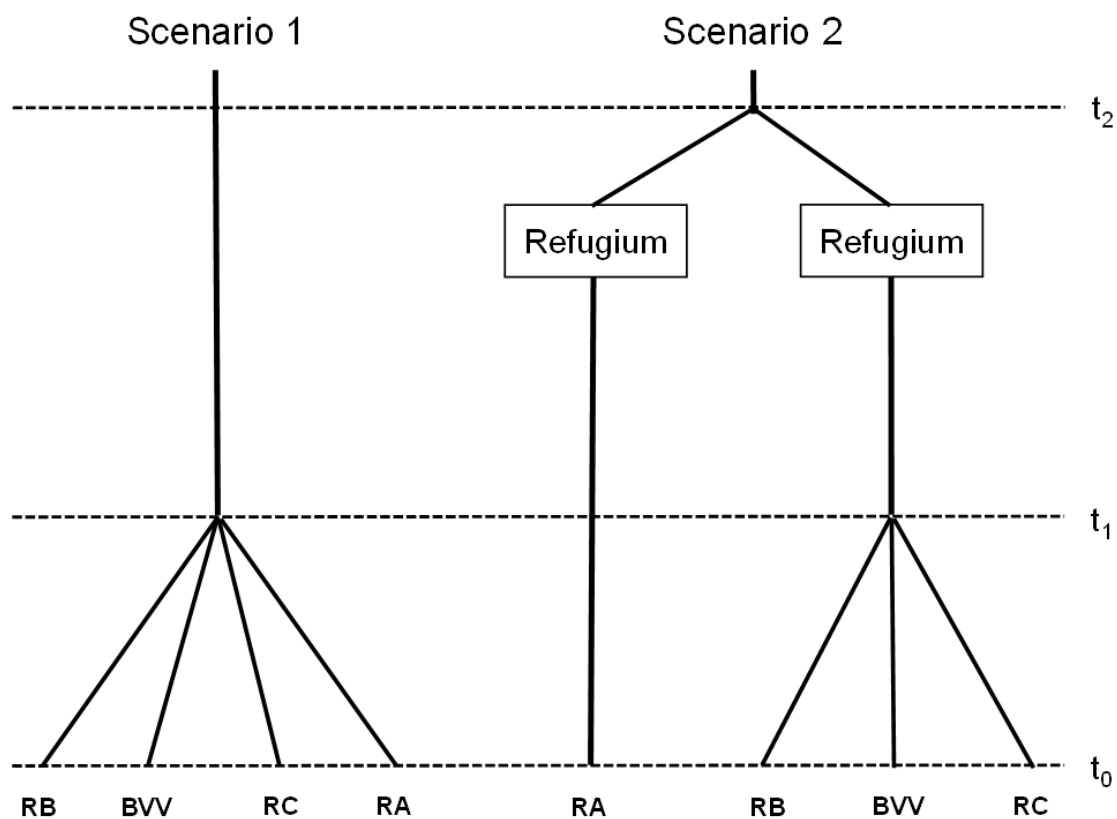 Scenario 1
Scenario 2
t2
Refugium
Refugium
t1
t0
RB
BVV
RC
RA
RA
RB
BVV
RC